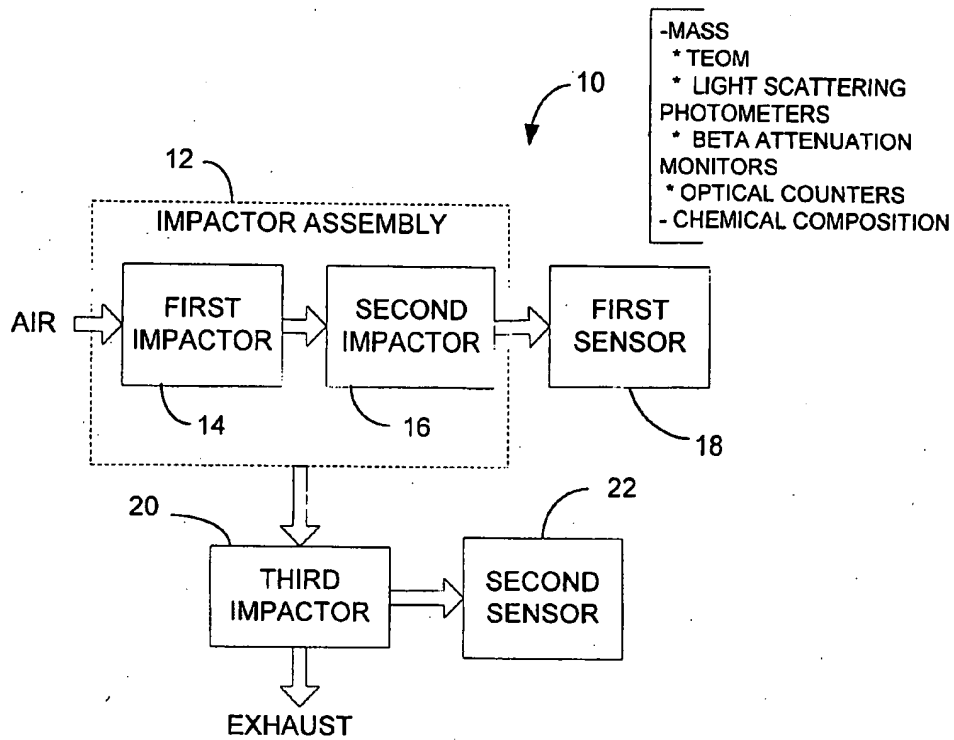 -MASS
* TEOM
* LIGHT SCATTERING
PHOTOMETERS
* BETA ATTENUATION
MONITORS
* OPTICAL COUNTERS
- CHEMICAL COMPOSITION
10
12
IMPACTOR ASSEMBLY
AIR
FIRST
IMPACTOR
SECOND
IMPACTOR
FIRST
SENSOR
14
16
18
20
22
THIRD
IMPACTOR
SECOND
SENSOR
EXHAUST